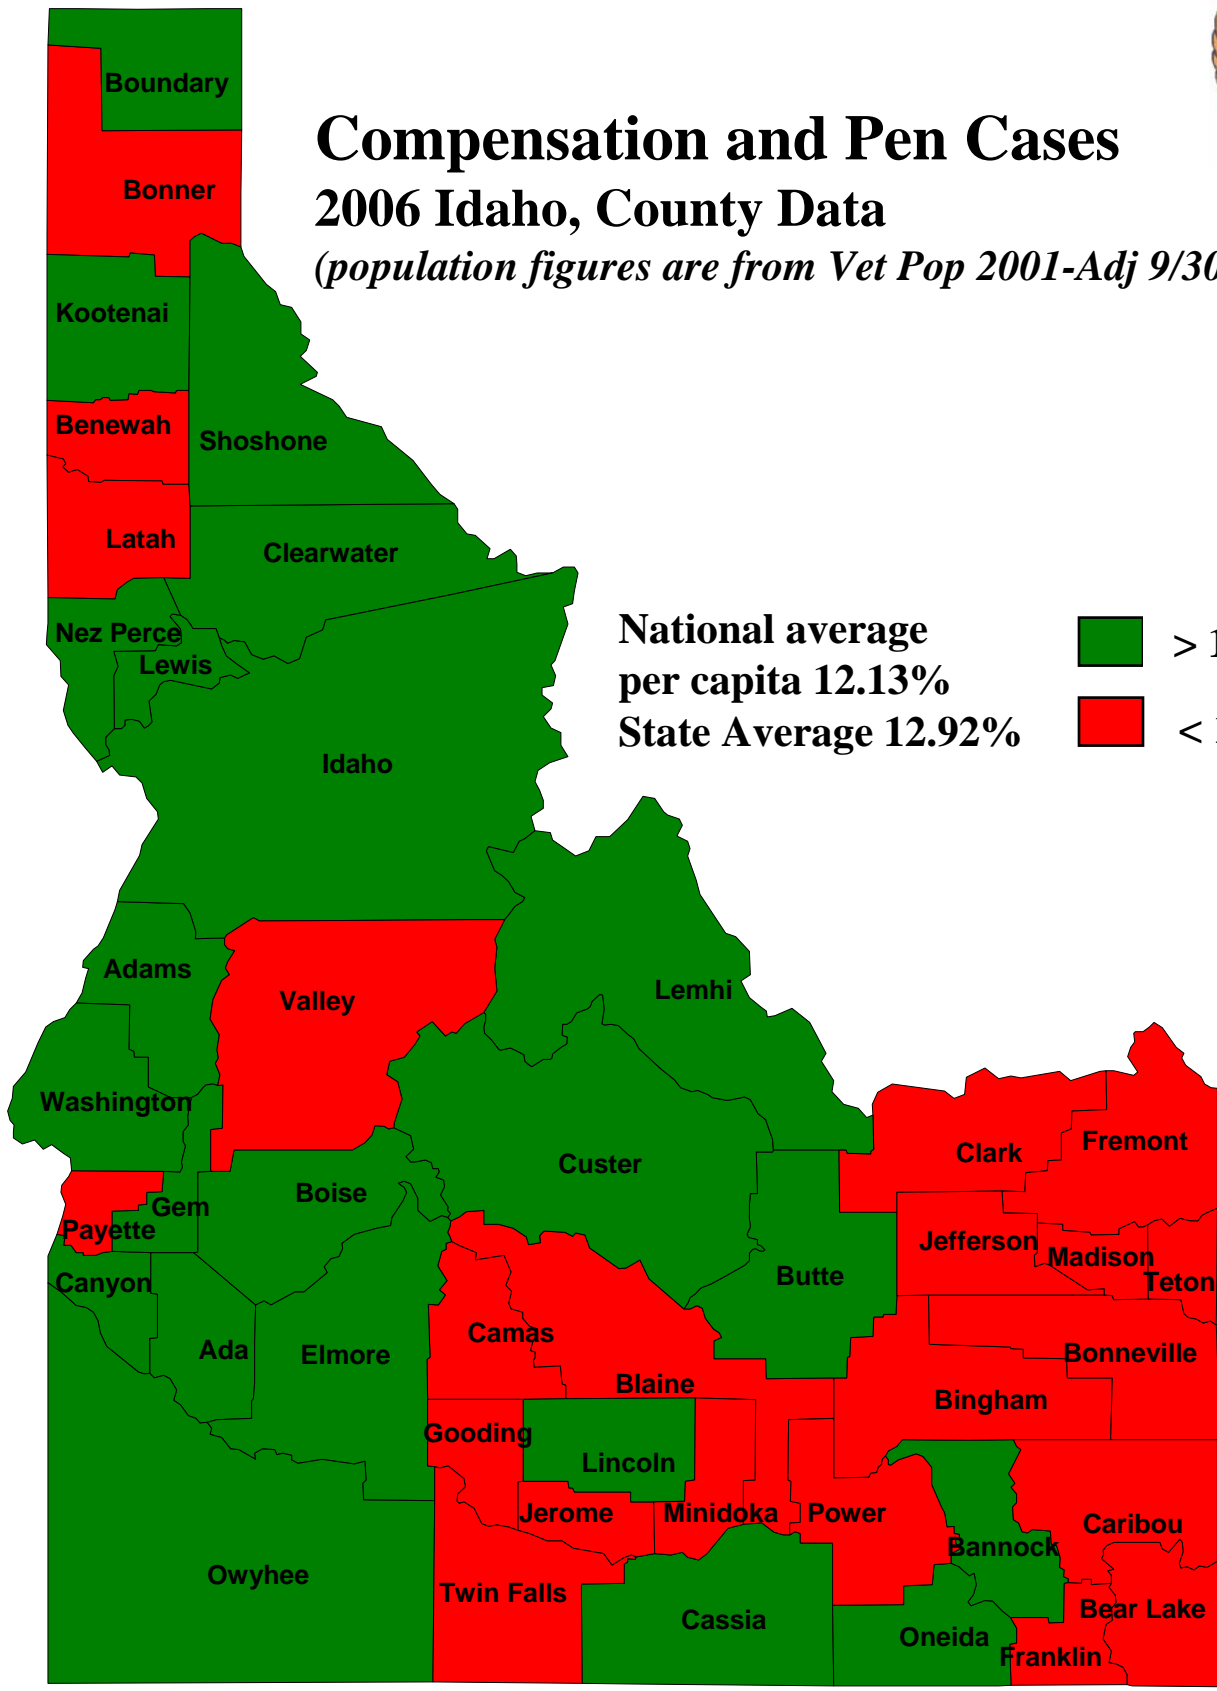 Boundary
Compensation and Pen Cases
Bonner
2006 Idaho, County Data
(population figures are from Vet Pop 2001-Adj 9/30
Kootenai
Benewah
Shoshone
Latah
Clearwater
National average
per capita 12.13%
State Average 12.92%
> 1
<
Nez Perce
Lewis
Idaho
Adams
Valley
Lemhi
Washington
Custer
Clark
Fremont
Boise
Gem
Payette
Canyon
Butte
Jefferson
Madison
Teton
Ada
Elmore
Camas
Blaine
Bonneville
Bingham
Gooding
Lincoln
Jerome
Minidoka
Power
Caribou
Bannock
Owyhee
Twin Falls
Cassia
Oneida
Bear Lake
Franklin